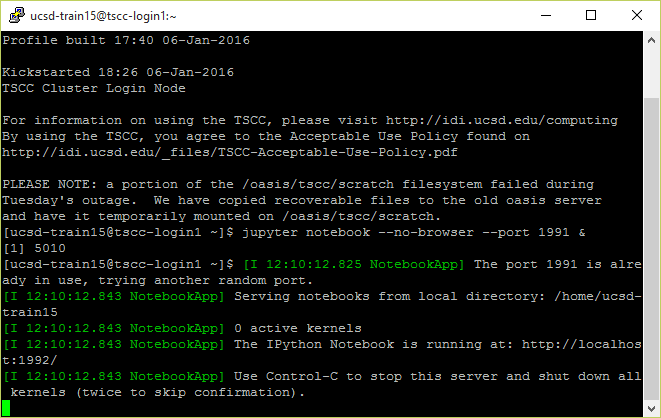 ucsd-train15@tscc-login1:~
Profile built 17:40 06-Jan-2016
Kickstarted 18:26 06-Jan-2016
TSCC Cluster Login Node
For information on using the TSCC, please visit http://idi.ucsd.edu/computing
By using the TSCC, you agree to the Acceptable Use Policy found on
http://idi.ucsd.edu/_files/TSCC-Acceptable-Use-Policy.pdf
PLEASE NOTE: a portion of the /oasis/tscc/scratch filesystem failed during
Tuesday's outage.  We have copied recoverable files to the old oasis server
and have it temporarily mounted on /oasis/tscc/scratch.
[ucsd-train15@tscc-login1 ~]$ jupyter notebook --no-browser --port 1991 &
[1] 5010
[ucsd-train15@tscc-login1 ~]$ [I 12:10:12.825 NotebookApp] The port 1991 is alre
ady in use, trying another random port.
[I 12:10:12.843 NotebookApp] Serving notebooks from local directory: /home/ucsd-
train15
[I 12:10:12.843 NotebookApp] 0 active kernels
[I 12:10:12.843 NotebookApp] The IPython Notebook is running at: http://localhos
t:1992/
[I 12:10:12.843 NotebookApp] Use Control-C to stop this server and shut down all
 kernels (twice to skip confirmation).